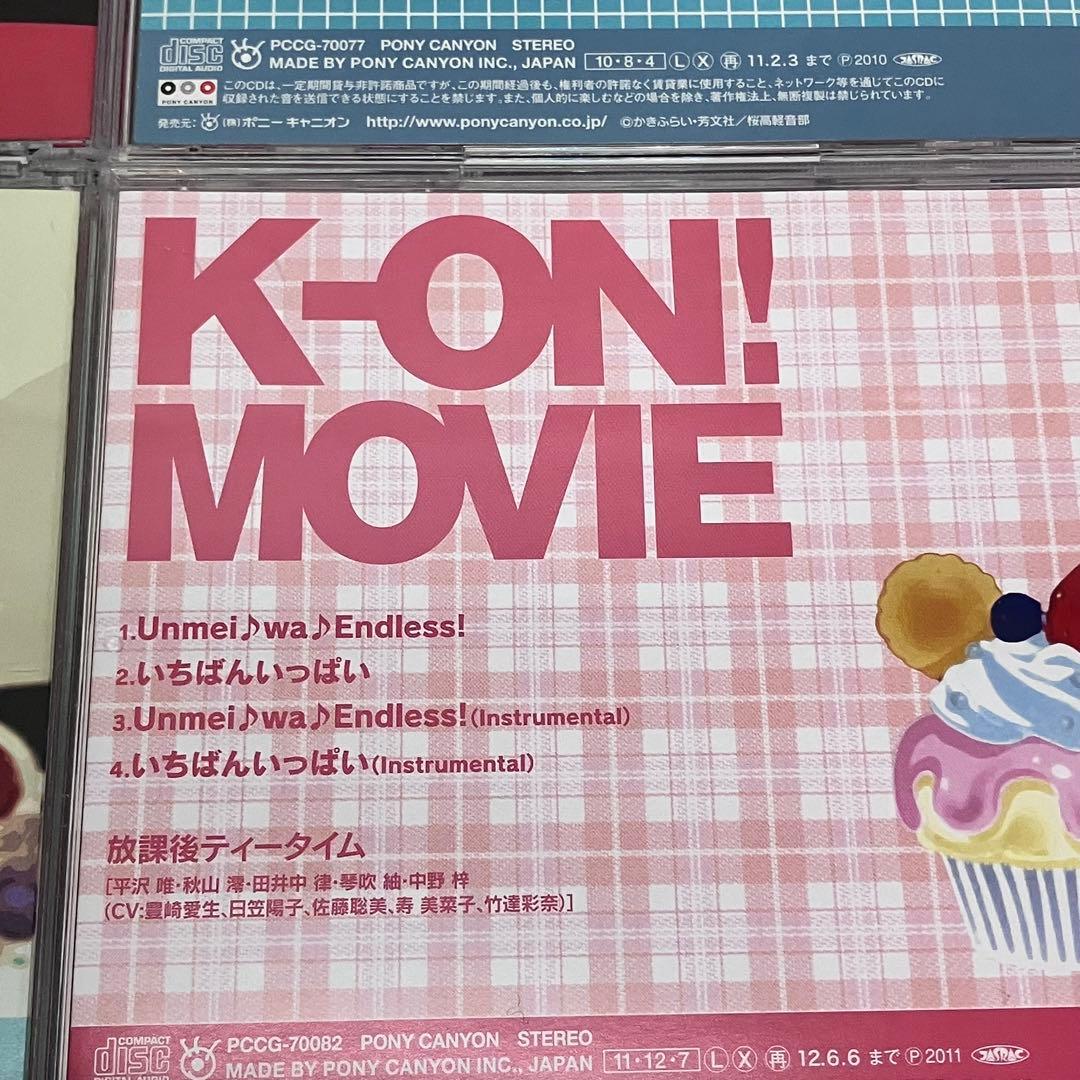 COMPACT
disc
DIGITAL AUDIO
PCCG-70077 PONY CANYON STEREO
MADE BY PONY CANYON INC., JAPAN 10・8・4 L X 再 11.2.3 まで Ⓟ2010 JASRAC
PONY CANYON
このCDは、一定期間貸与非許諾商品ですが、この期間経過後も、権利者の許諾なく賃貸業に使用すること、ネットワーク等を通じてこのCDに
収録された音を送信できる状態にすることを禁じます。また、個人的に楽しむなどの場合を除き、著作権法上、無断複製は禁じられています。
発売元: (株)ポニーキャニオン http://www.ponycanyon.co.jp/ ©かきふらい・芳文社/桜高軽音部
K-ON!
MOVIE
1.Unmei♪wa♪Endless!
2.いちばんいっぱい
3.Unmei♪wa♪Endless!(Instrumental)
4.いちばんいっぱい(Instrumental)
放課後ティータイム
[平沢 唯・秋山 澪・田井中 律・琴吹 紬・中野 梓
(CV:豊崎愛生、日笠陽子、佐藤聡美、寿 美菜子、竹達彩奈)]
COMPACT
disc
DIGITAL AUDIO
PCCG-70082 PONY CANYON STEREO
MADE BY PONY CANYON INC., JAPAN 11・12・7 L X 再 12.6.6 まで Ⓟ2011 JASRAC